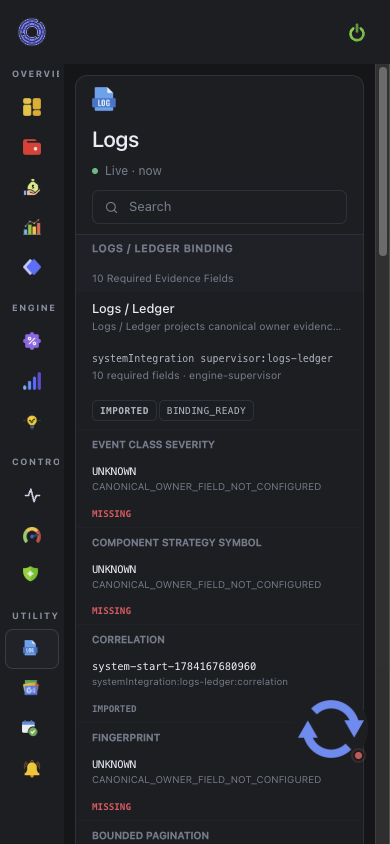 OVERVIE
ENGINE
CONTRO
UTILITY
LOG
LOG
Logs
Live · now
Search
LOGS / LEDGER BINDING
10 Required Evidence Fields
Logs / Ledger
Logs / Ledger projects canonical owner evidenc...
systemIntegration supervisor:logs-ledger
10 required fields · engine-supervisor
IMPORTED
BINDING_READY
EVENT CLASS SEVERITY
UNKNOWN
CANONICAL_OWNER_FIELD_NOT_CONFIGURED
MISSING
COMPONENT STRATEGY SYMBOL
UNKNOWN
CANONICAL_OWNER_FIELD_NOT_CONFIGURED
MISSING
CORRELATION
system-start-1784167680960
systemIntegration:logs-ledger:correlation
IMPORTED
FINGERPRINT
UNKNOWN
CANONICAL_OWNER_FIELD_NOT_CONFIGURED
MISSING
BOUNDED PAGINATION